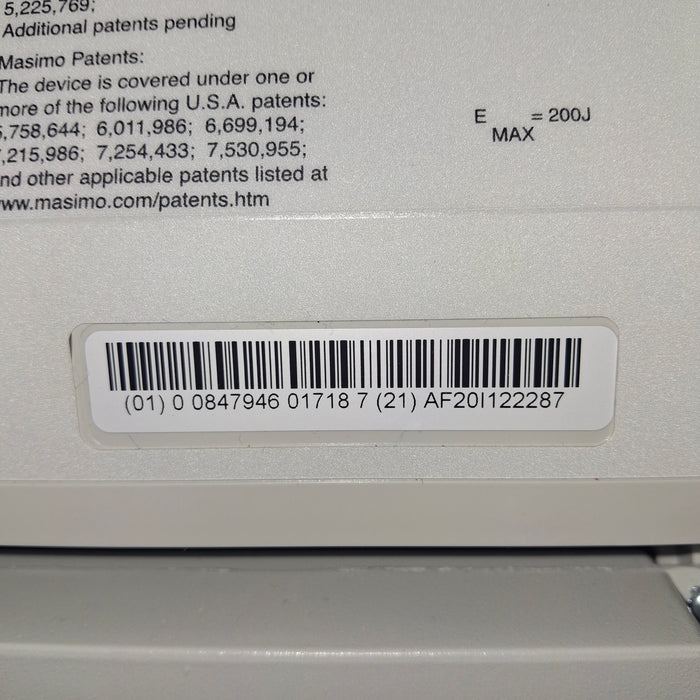 5,225,769;
Additional patents pending
Masimo Patents:
The device is covered under one or
more of the following U.S.A. patents:
5,758,644; 6,011,986; 6,699,194;
7,215,986; 7,254,433; 7,530,955;
and other applicable patents listed at
www.masimo.com/patents.htm
E MAX = 200J
(01) 0 0847946 01718 7 (21) AF20I122287